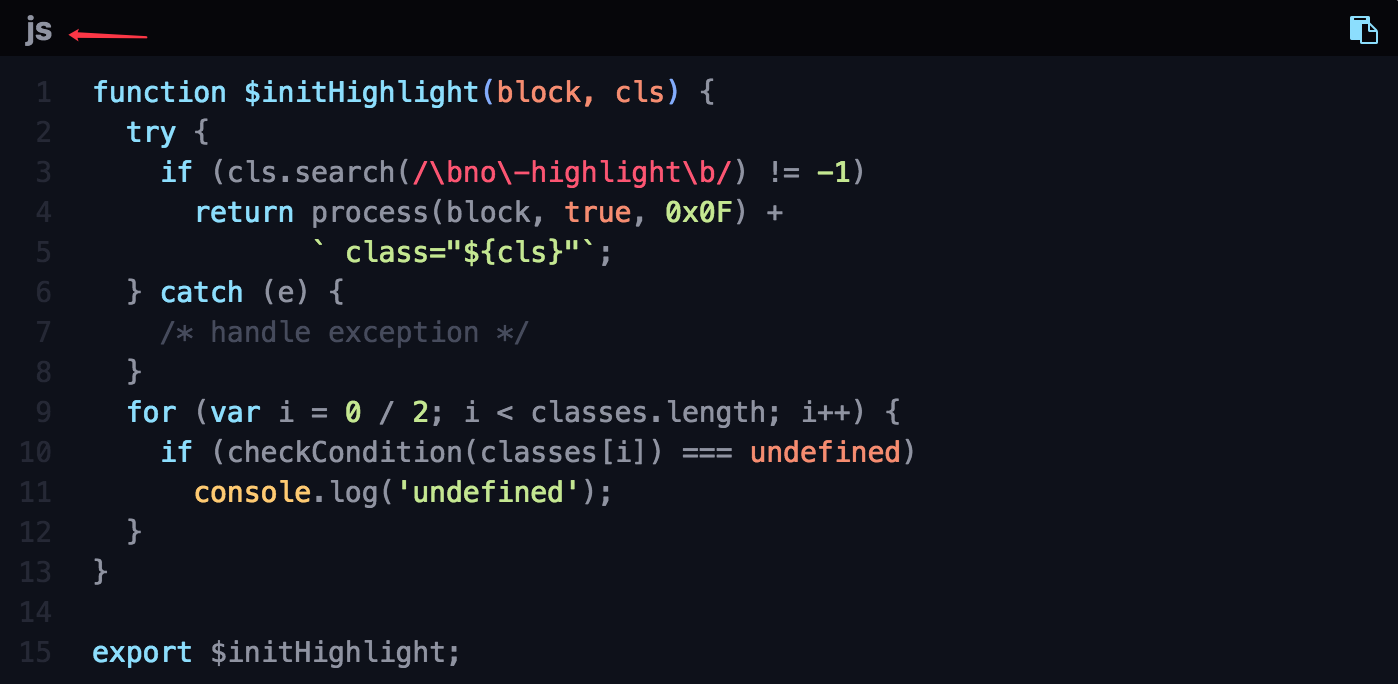 js
1 function $initHighlight(block, cls) {
2   try {
3     if (cls.search(/\bno\-highlight\b/) != -1)
4       return process(block, true, 0x0F) +
5              ` class="${cls}"`;
6   } catch (e) {
7     /* handle exception */
8   }
9   for (var i = 0 / 2; i < classes.length; i++) {
10     if (checkCondition(classes[i]) === undefined)
11       console.log('undefined');
12   }
13 }
14
15 export $initHighlight;